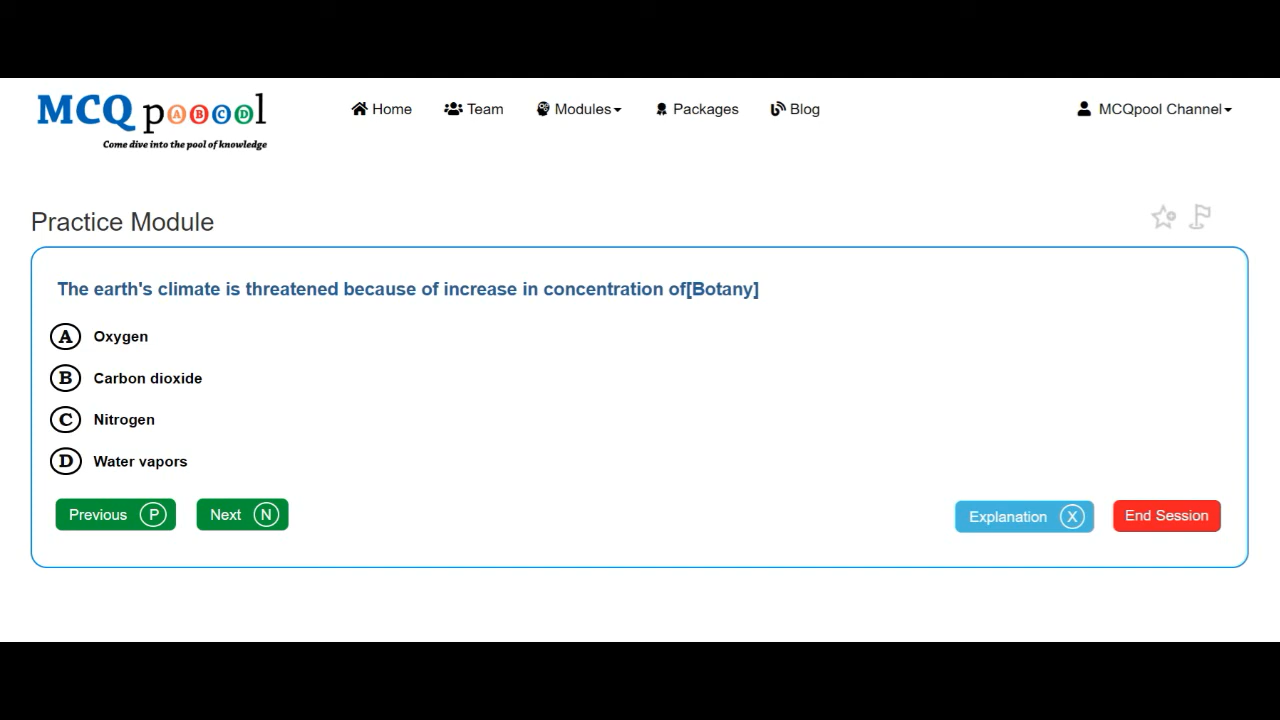 MCQ pABCDl
Come dive into the pool of knowledge
Home Team Modules Packages Blog MCQpool Channel
Practice Module
The earth's climate is threatened because of increase in concentration of[Botany]
A Oxygen
B Carbon dioxide
C Nitrogen
D Water vapors
Previous P Next N Explanation X End Session